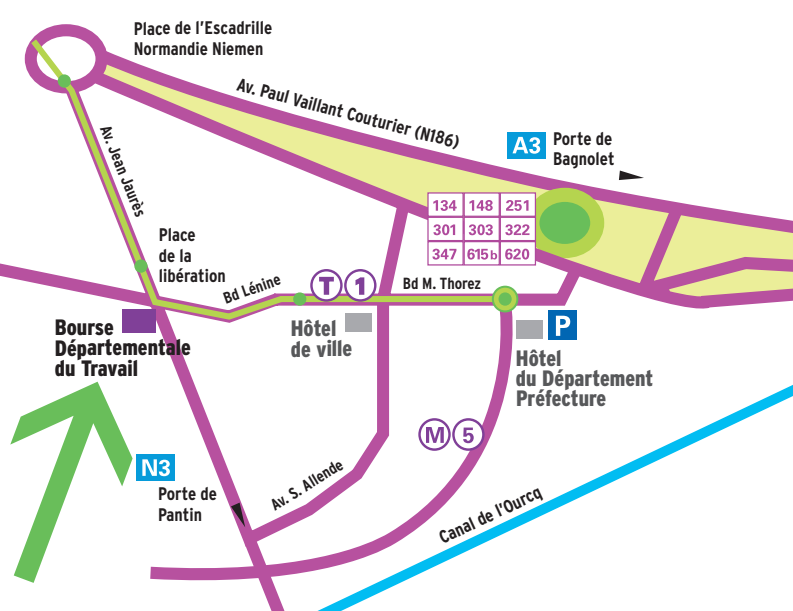 Place de l'Escadrille
Normandie Niemen
Av. Paul Vaillant Couturier (N186)
A3
Porte de
Bagnolet
Av. Jean Jaurès
134 148 251
301 303 322
347 615b 620
Place
de la
libération
Bd Lénine
T 1
Bd M. Thorez
Bourse
Départementale
du Travail
Hôtel
de ville
P
Hôtel
du Département
Préfecture
M 5
N3
Porte de
Pantin
Av. S. Allende
Canal de l'Ourcq